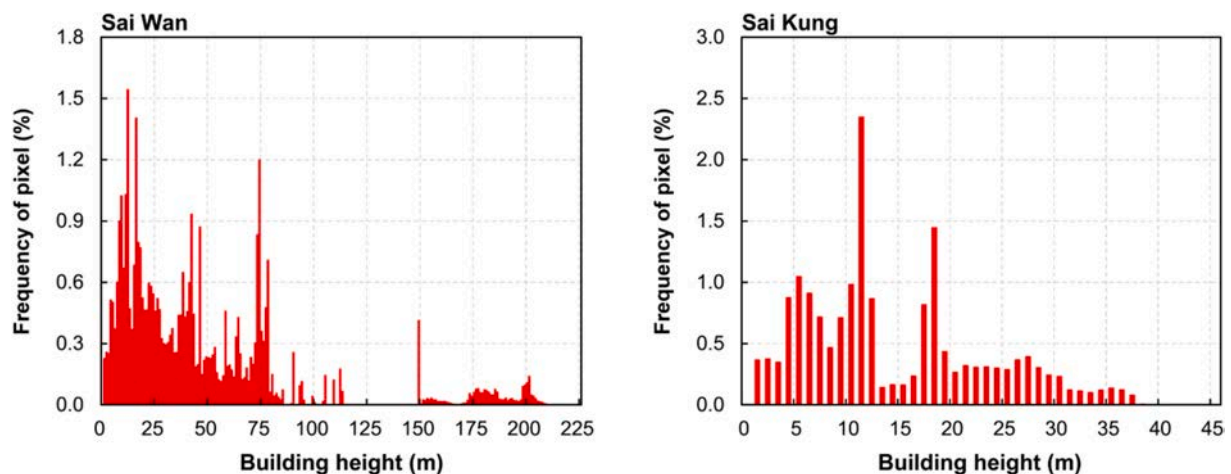 Sai Wan
1.8
1.5
1.2
0.9
0.6
0.3
0.0
Frequency of pixel (%)
0 25 50 75 100 125 150 175 200 225
Building height (m)
Sai Kung
3.0
2.5
2.0
1.5
1.0
0.5
0.0
Frequency of pixel (%)
0 5 10 15 20 25 30 35 40 45
Building height (m)